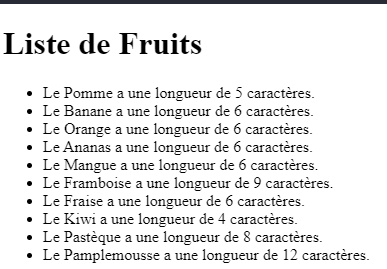 Liste de Fruits
Le Pomme a une longueur de 5 caractères.
Le Banane a une longueur de 6 caractères.
Le Orange a une longueur de 6 caractères.
Le Ananas a une longueur de 6 caractères.
Le Mangue a une longueur de 6 caractères.
Le Framboise a une longueur de 9 caractères.
Le Fraise a une longueur de 6 caractères.
Le Kiwi a une longueur de 4 caractères.
Le Pastèque a une longueur de 8 caractères.
Le Pamplemousse a une longueur de 12 caractères.